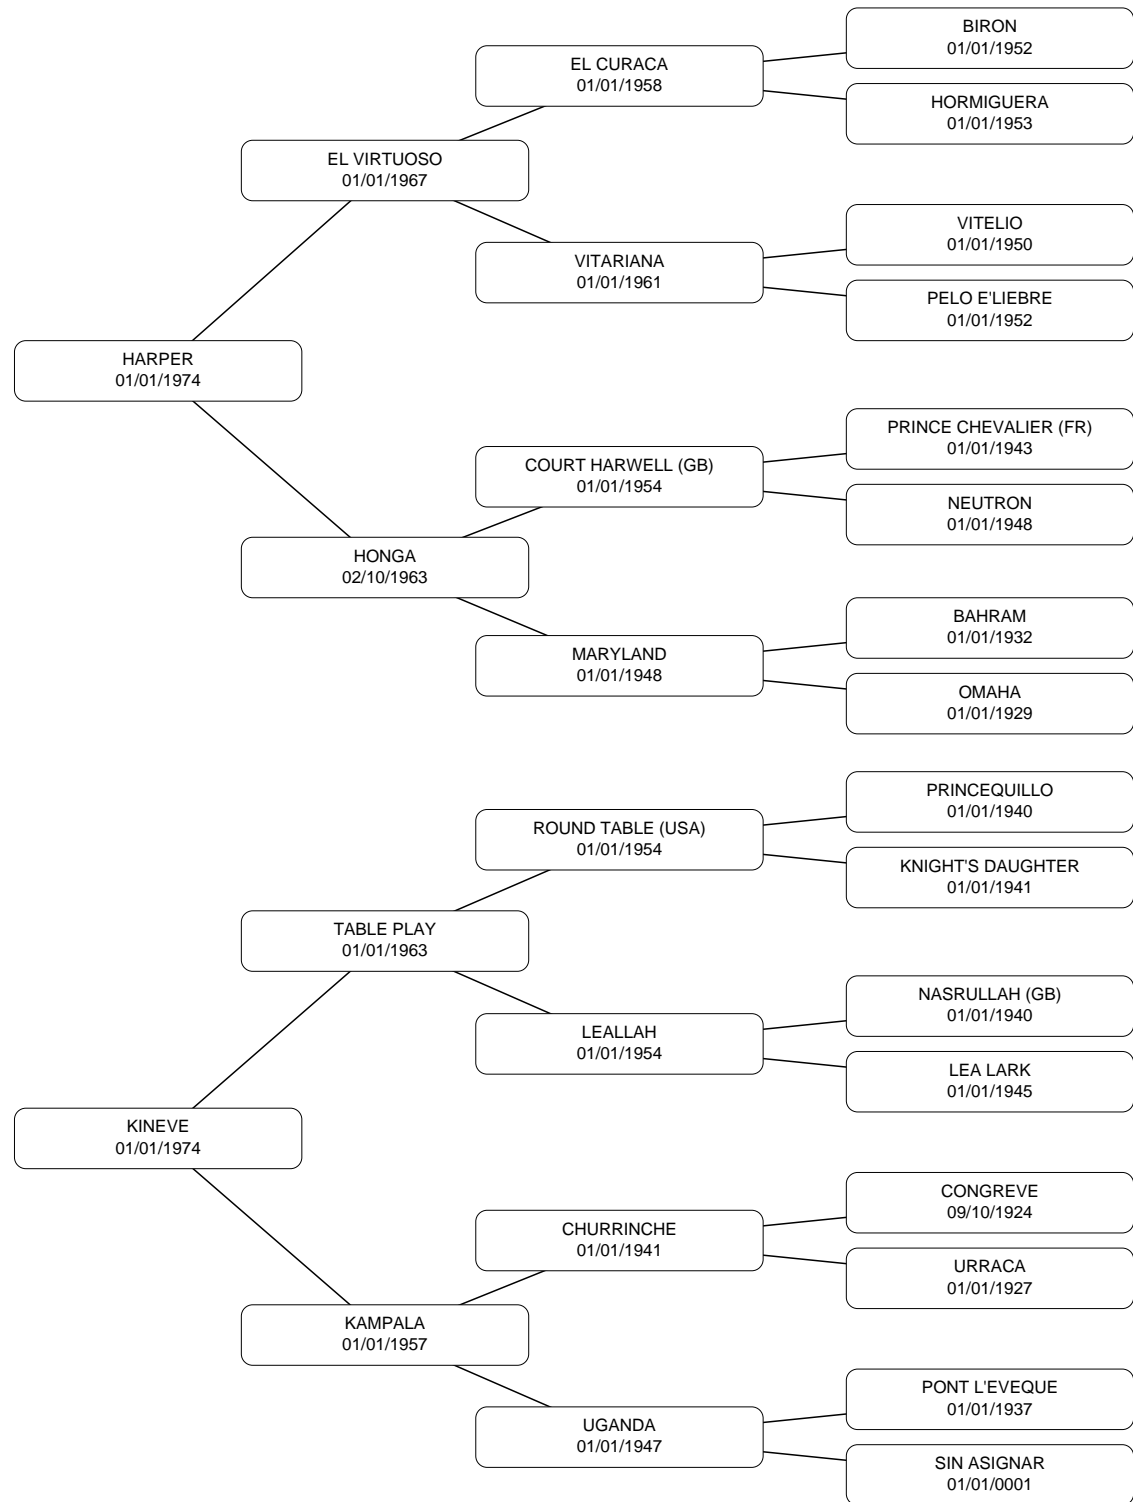 BIRON
01/01/1952
EL CURACA
01/01/1958
HORMIGUERA
01/01/1953
EL VIRTUOSO
01/01/1967
VITELIO
01/01/1950
VITARIANA
01/01/1961
PELO E'LIEBRE
01/01/1952
HARPER
01/01/1974
PRINCE CHEVALIER (FR)
01/01/1943
COURT HARWELL (GB)
01/01/1954
NEUTRON
01/01/1948
HONGA
02/10/1963
BAHRAM
01/01/1932
MARYLAND
01/01/1948
OMAHA
01/01/1929
PRINCEQUILLO
01/01/1940
ROUND TABLE (USA)
01/01/1954
KNIGHT'S DAUGHTER
01/01/1941
TABLE PLAY
01/01/1963
NASRULLAH (GB)
01/01/1940
LEALLAH
01/01/1954
LEA LARK
01/01/1945
KINEVE
01/01/1974
CONGREVE
09/10/1924
CHURRINCHE
01/01/1941
URRACA
01/01/1927
KAMPALA
01/01/1957
PONT L'EVEQUE
01/01/1937
UGANDA
01/01/1947
SIN ASIGNAR
01/01/0001